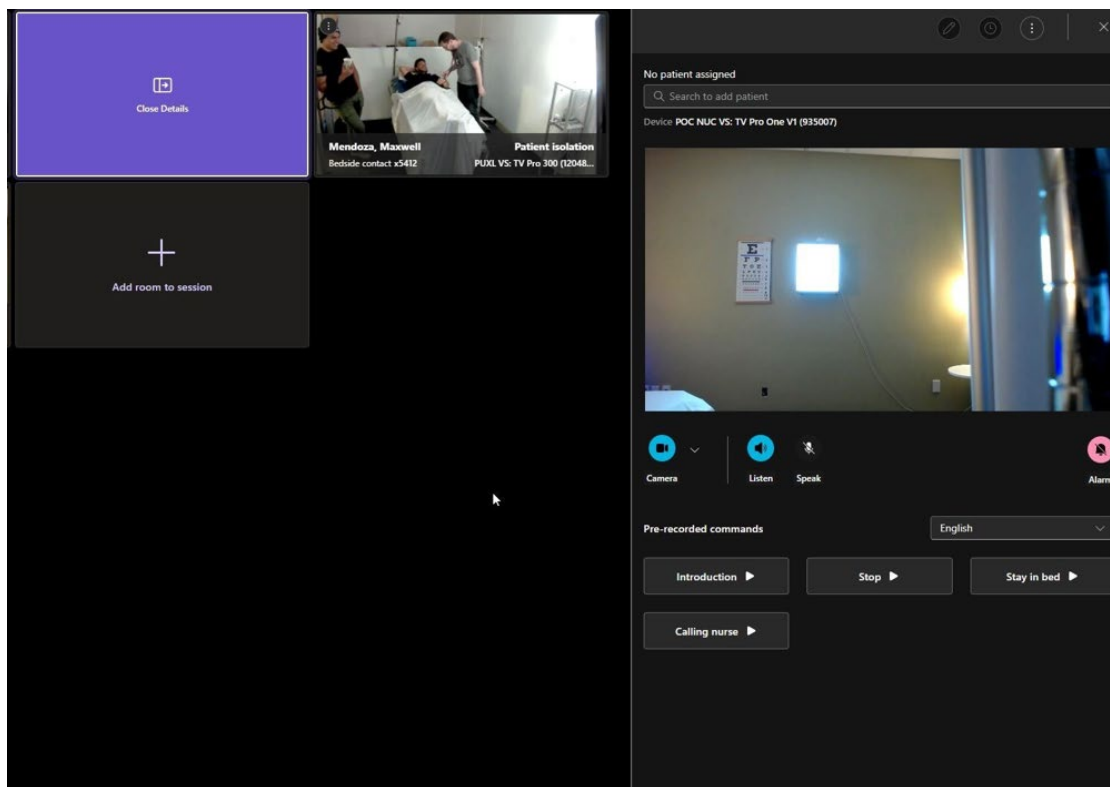 Close Details
Mendoza, Maxwell
Patient isolation
Bedside contact x5412
PUXL VS: TV Pro 300 (12048...
Add room to session
No patient assigned
Search to add patient
Device POC NUC VS: TV Pro One V1 (935007)
E
F P
T O Z
Camera
Listen
Speak
Alarm
Pre-recorded commands
English
Introduction
Stop
Stay in bed
Calling nurse